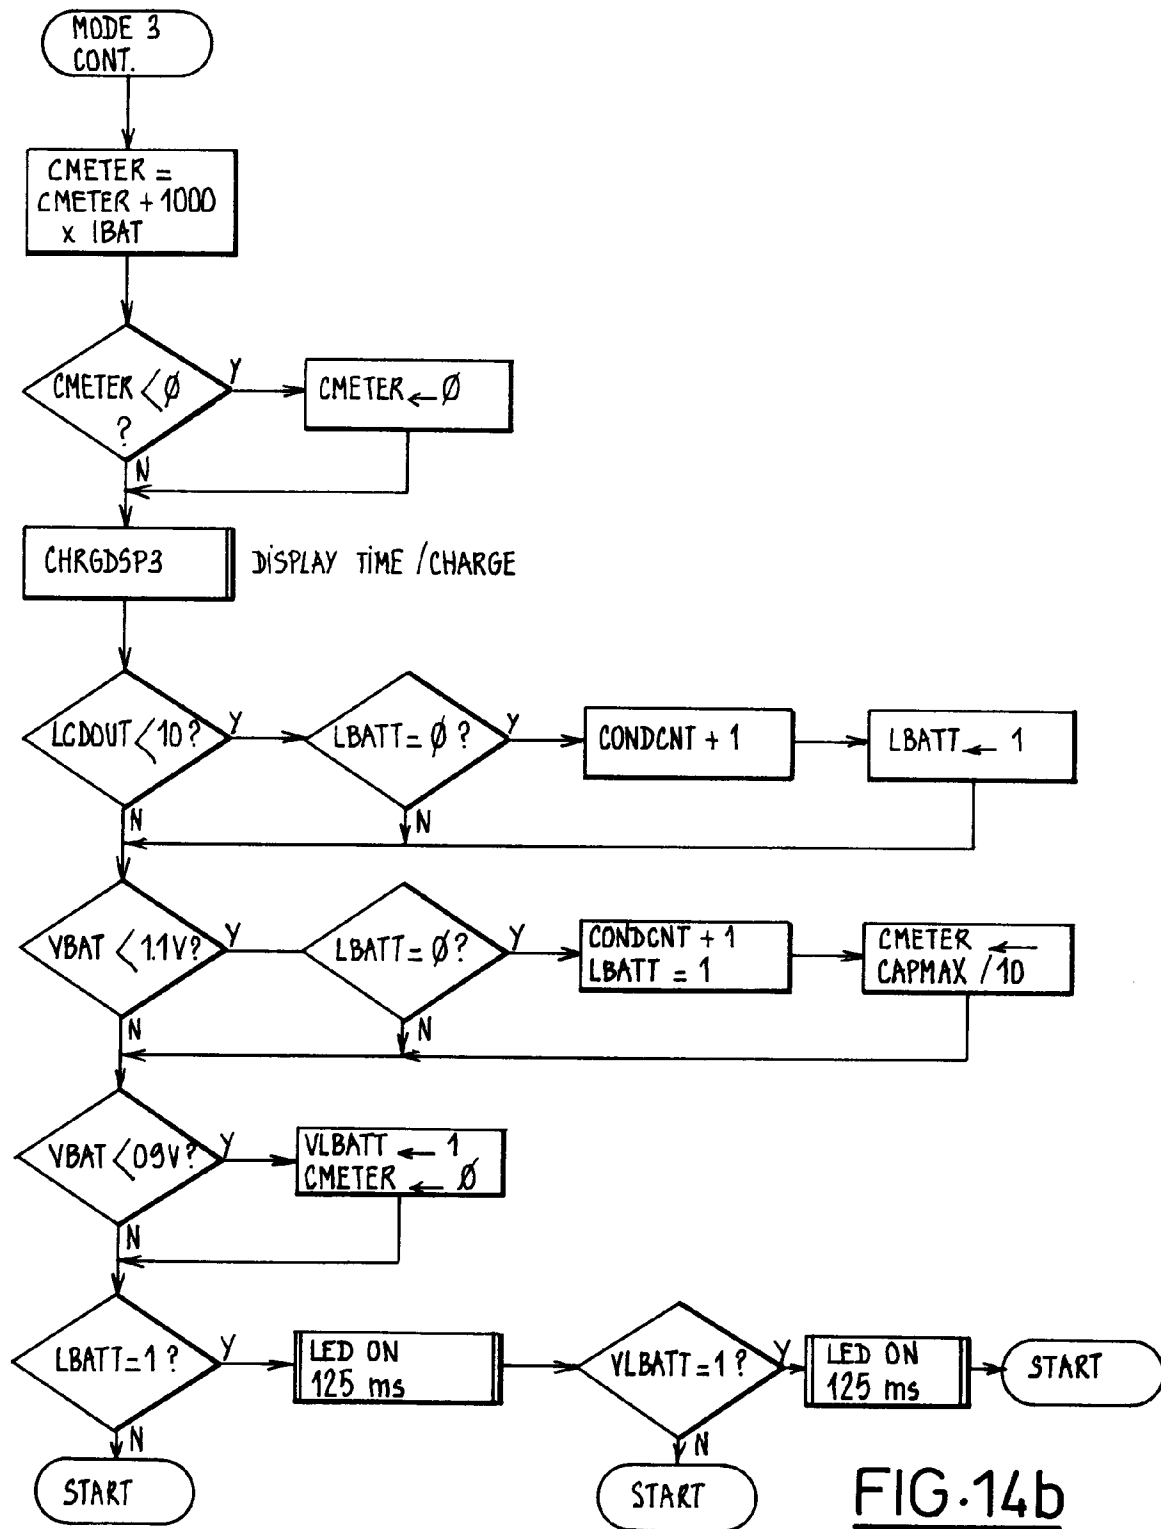 MODE 3
CONT.
CMETER =
CMETER + 1000
x IBAT
CMETER < Ø
?
Y
CMETER ← Ø
N
CHRGDSP3
DISPLAY TIME / CHARGE
LCDOUT < 10 ?
Y
LBATT = Ø ?
Y
CONDCNT + 1
LBATT ← 1
N
N
VBAT < 1.1V?
Y
LBATT = Ø ?
Y
CONDCNT + 1
LBATT = 1
CMETER ←
CAPMAX / 10
N
N
VBAT < 09V?
Y
VLBATT ← 1
CMETER ← Ø
N
LBATT = 1 ?
Y
LED ON
125 ms
VLBATT = 1 ?
Y
LED ON
125 ms
START
N
START
N
START
FIG.14b